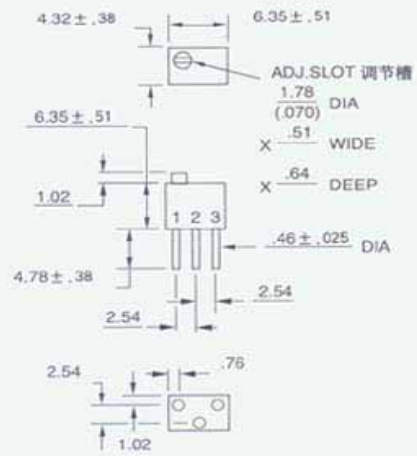 4.32±.38
6.35±.51
ADJ.SLOT 调节槽
1.78
(.070) DIA
6.35±.51
X .51 WIDE
X .64 DEEP
1.02
1 2 3
.46±.025 DIA
4.78±.38
2.54
2.54
2.54
.76
1.02